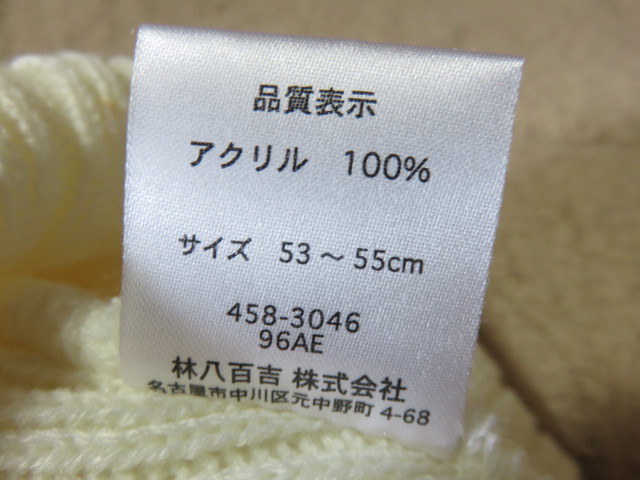 品質表示
アクリル 100%
サイズ 53～55cm
458-3046
96AE
林八百吉 株式会社
名古屋市中川区元中野町 4-68